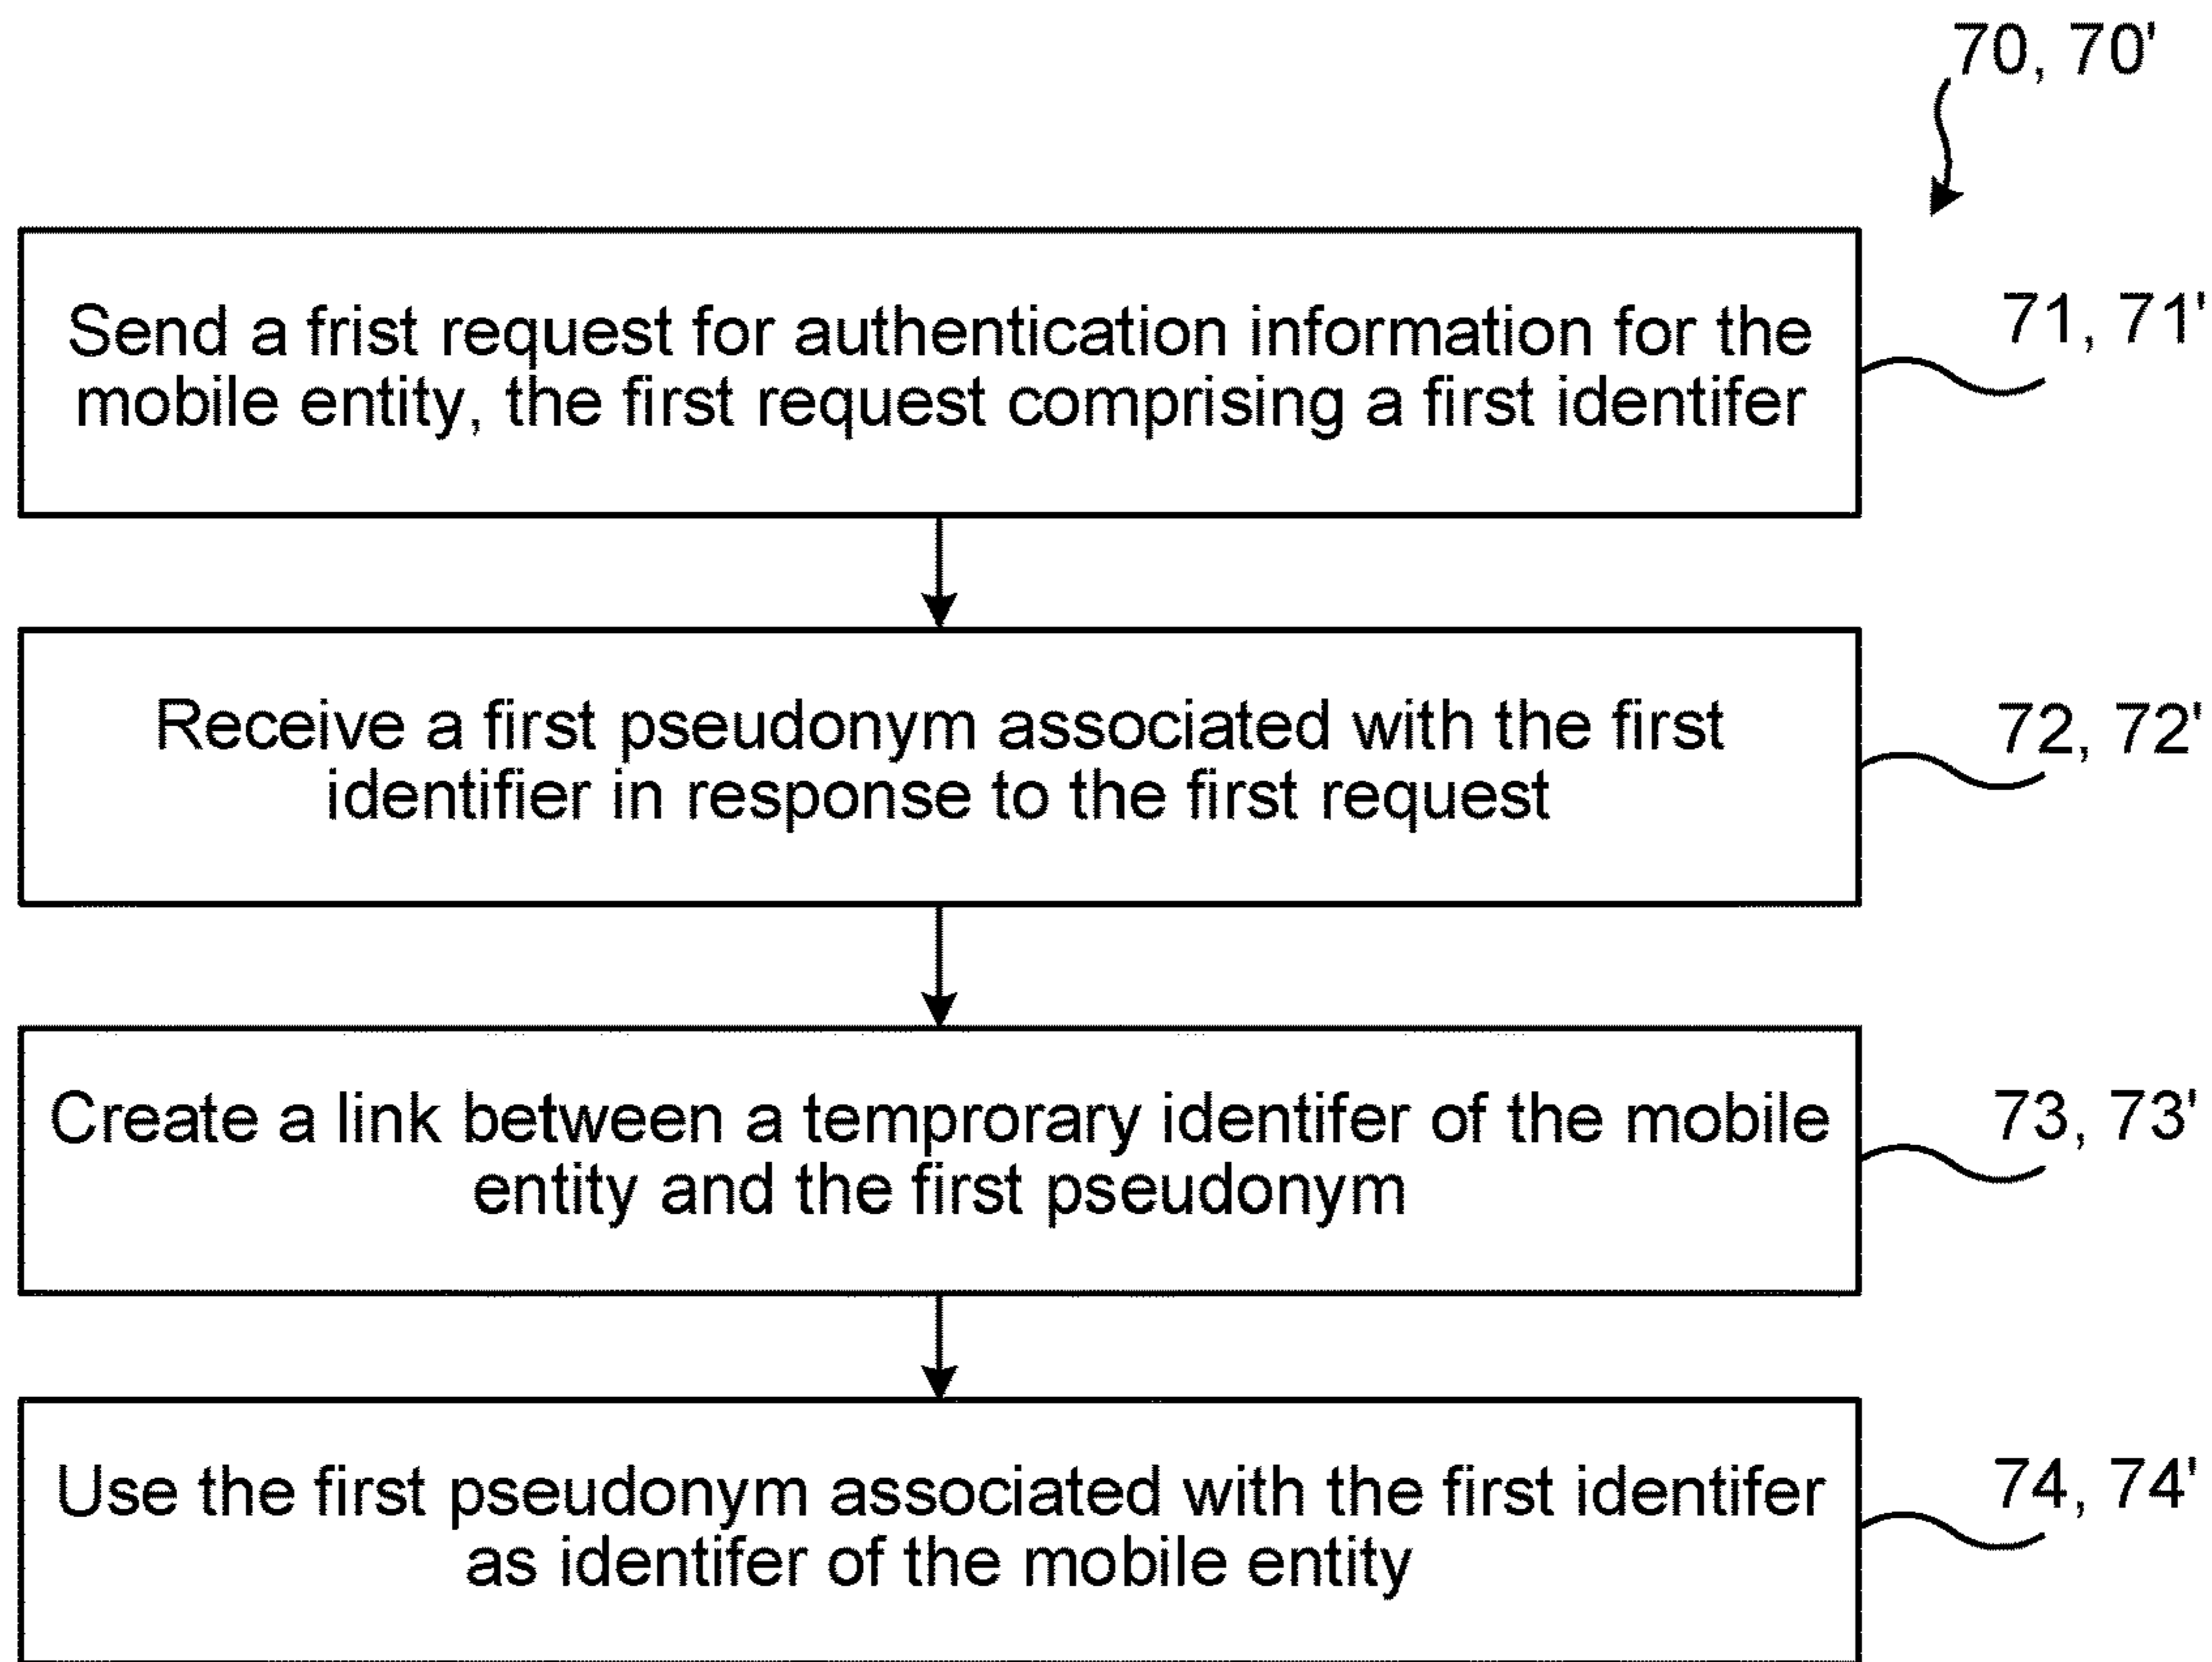 70, 70'
Send a frist request for authentication information for the
mobile entity, the first request comprising a first identifer
71, 71'
Receive a first pseudonym associated with the first
identifier in response to the first request
72, 72'
Create a link between a temprorary identifer of the mobile
entity and the first pseudonym
73, 73'
Use the first pseudonym associated with the first identifer
as identifer of the mobile entity
74, 74'